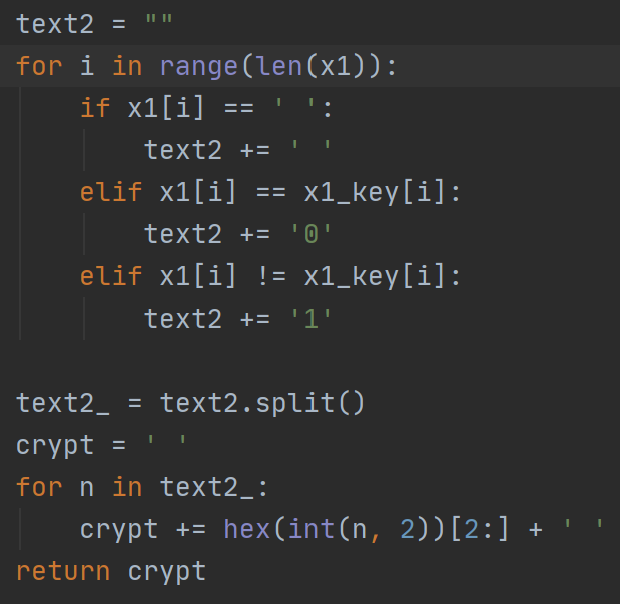 text2 = ""
for i in range(len(x1)):
    if x1[i] == ' ':
        text2 += ' '
    elif x1[i] == x1_key[i]:
        text2 += '0'
    elif x1[i] != x1_key[i]:
        text2 += '1'

text2_ = text2.split()
crypt = ' '
for n in text2_:
    crypt += hex(int(n, 2))[2:] + ' '
return crypt